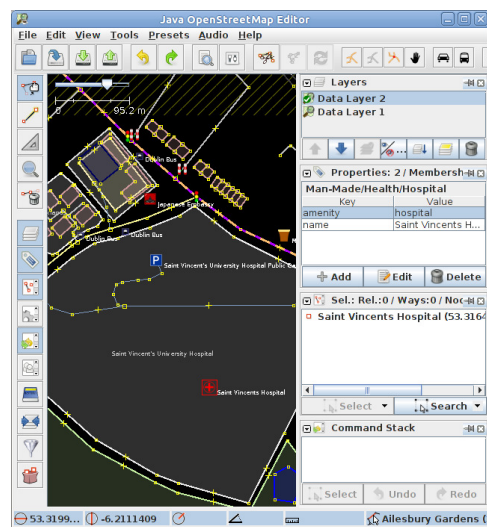 Java OpenStreetMap Editor
File Edit View Tools Presets Audio Help
0 95.2 m
Dublin Bus
Japanese Embassy
Dublin Bus Dublin Bus
Saint Vincent's University Hospital Public Ca
Saint Vincent's University Hospital
Saint Vincents Hospital
Layers
Data Layer 2
Data Layer 1
Properties: 2 / Membersh
Man-Made/Health/Hospital
Key Value
amenity hospital
name Saint Vincents H...
Add Edit Delete
Sel.: Rel.:0 / Ways:0 / Noc
Saint Vincents Hospital (53.3164
Select Search
Command Stack
Select Undo Redo
53.3199... -6.2111409 Ailesbury Gardens (